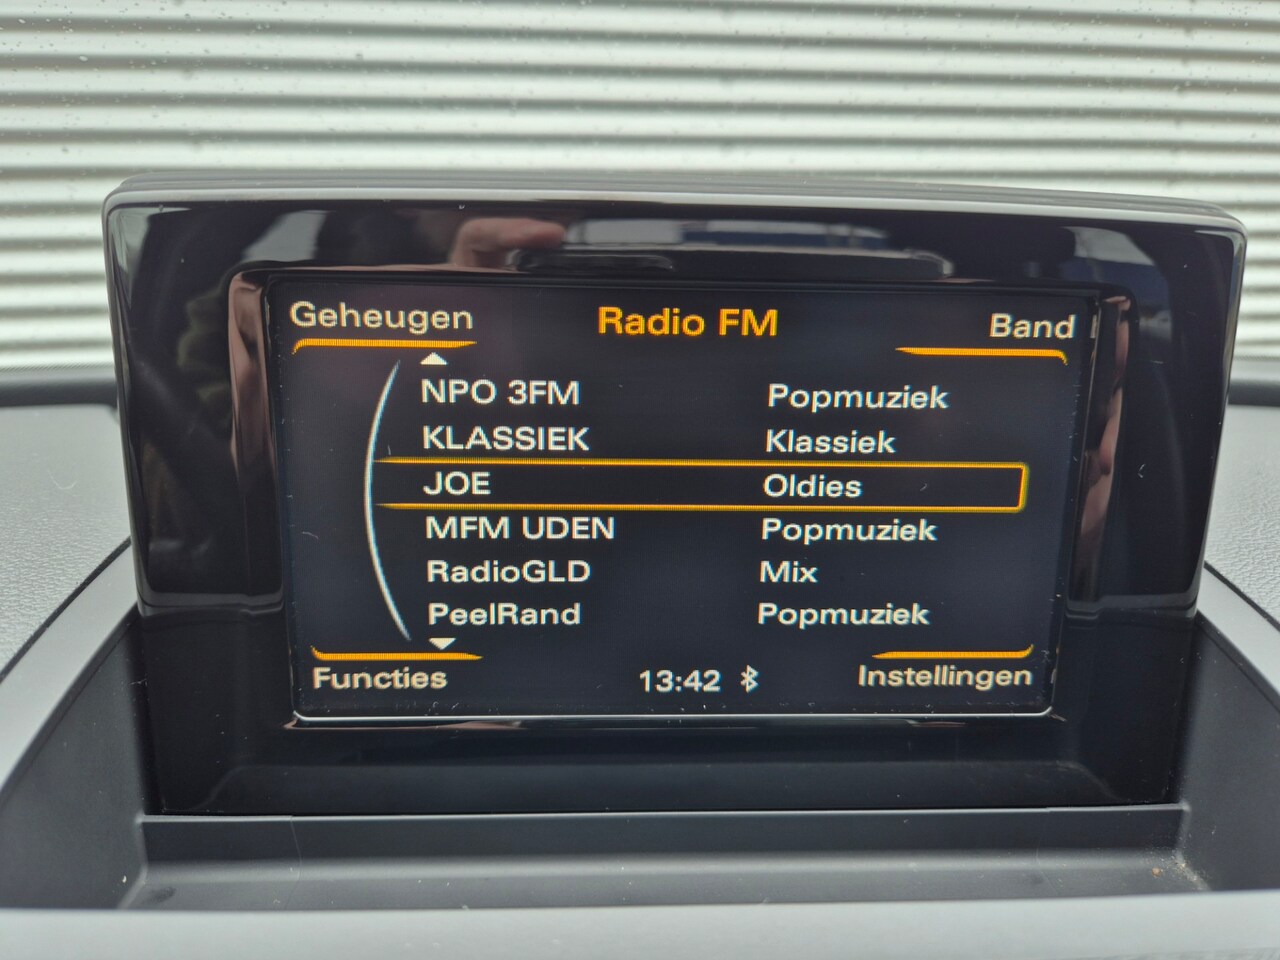 Geheugen Radio FM Band
NPO 3FM Popmuziek
KLASSIEK Klassiek
JOE Oldies
MFM UDEN Popmuziek
RadioGLD Mix
PeelRand Popmuziek
Functies 13:42 Instellingen